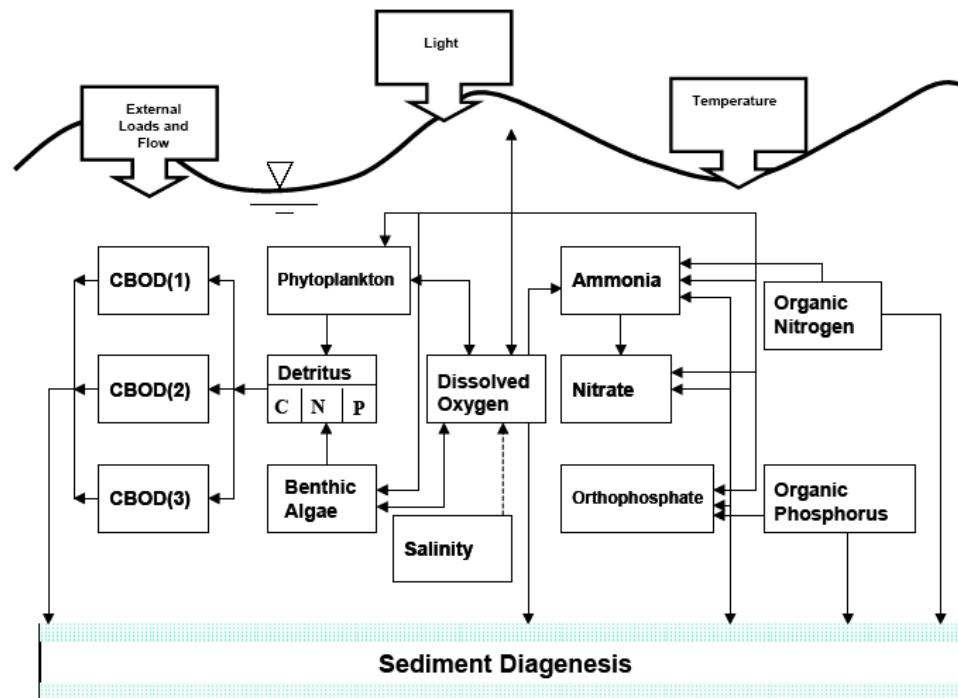 Light
External
Loads and
Flow
Temperature
CBOD(1)
Phytoplankton
Ammonia
Organic
Nitrogen
CBOD(2)
Detritus
C N P
Dissolved
Oxygen
Nitrate
CBOD(3)
Benthic
Algae
Salinity
Orthophosphate
Organic
Phosphorus
Sediment Diagenesis